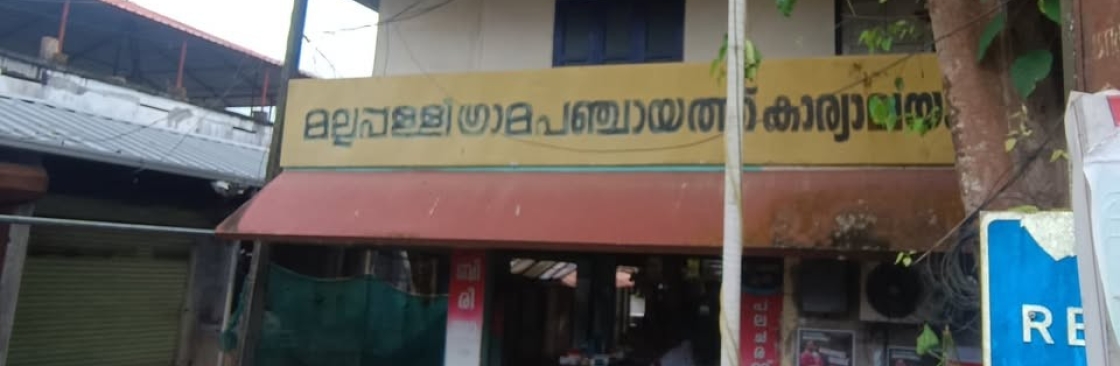 മല്ലപ്പള്ളി ഗ്രാമപഞ്ചായത്ത് കാര്യാലയം
RE